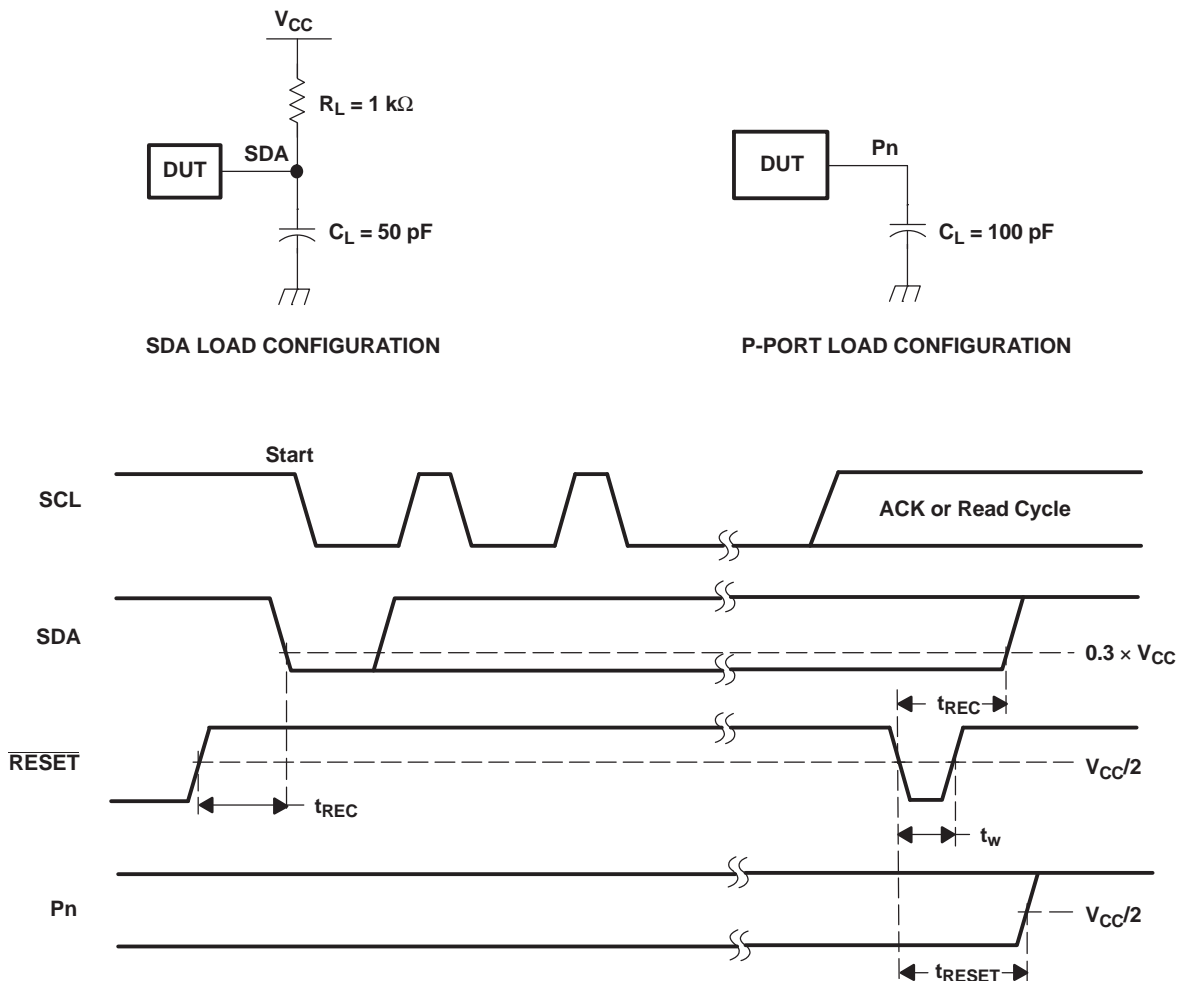 VCC
RL = 1 kΩ
DUT
SDA
CL = 50 pF
SDA LOAD CONFIGURATION
DUT
Pn
CL = 100 pF
P-PORT LOAD CONFIGURATION
Start
SCL
ACK or Read Cycle
SDA
0.3 × VCC
tREC
RESET
VCC/2
tREC
tw
Pn
VCC/2
tRESET